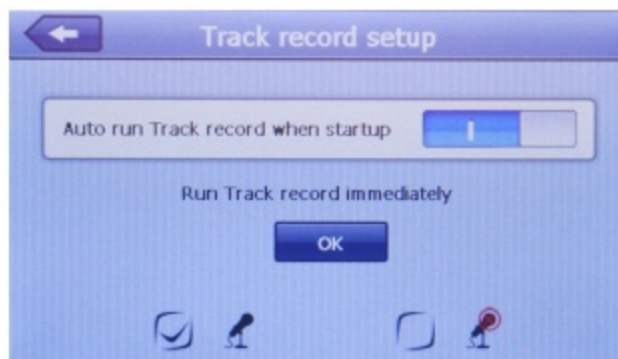 Track record setup
Auto run Track record when startup
Run Track record immediately
OK